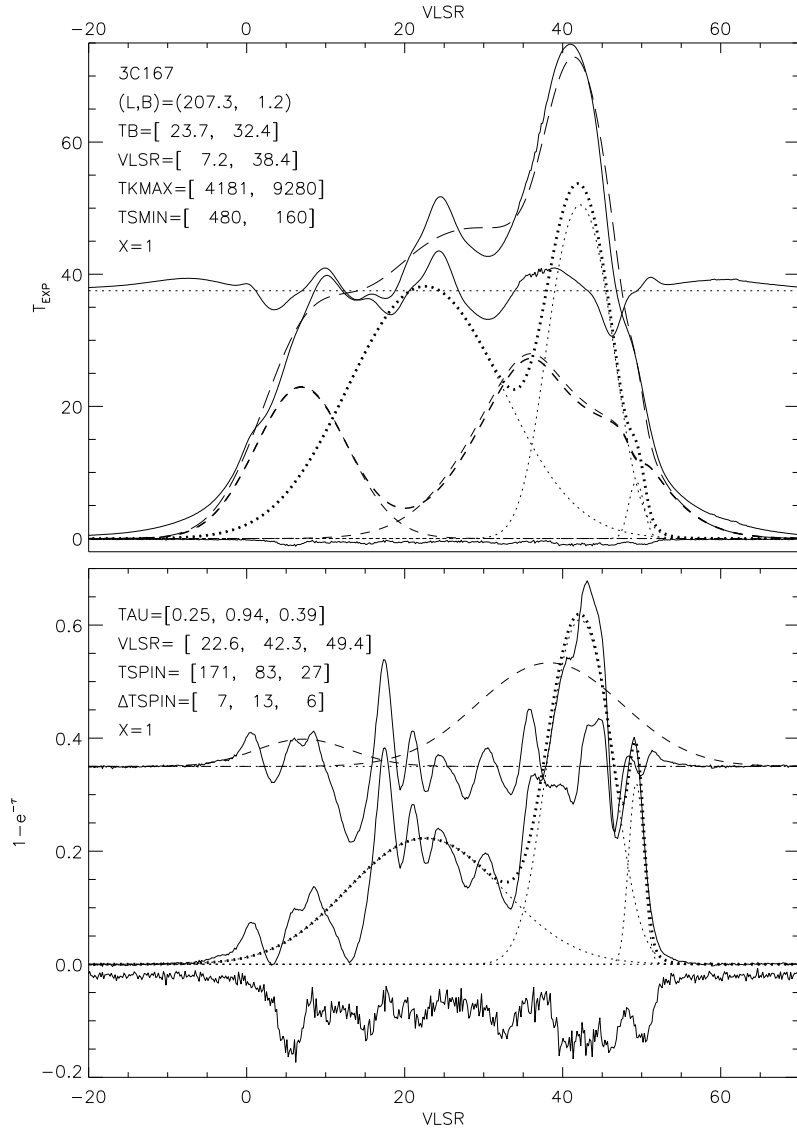 VLSR
−20 0 20 40 60
3C167
(L,B)=(207.3, 1.2)
TB=[ 23.7, 32.4]
VLSR=[ 7.2, 38.4]
TKMAX=[ 4181, 9280]
TSMIN=[ 480, 160]
X=1
T_EXP
80
60
40
20
0
TAU=[0.25, 0.94, 0.39]
VLSR= [ 22.6, 42.3, 49.4]
TSPIN= [171, 83, 27]
ΔTSPIN=[ 7, 13, 6]
X=1
1−e^−τ
0.6
0.4
0.2
0.0
−0.2
−20 0 20 40 60
VLSR